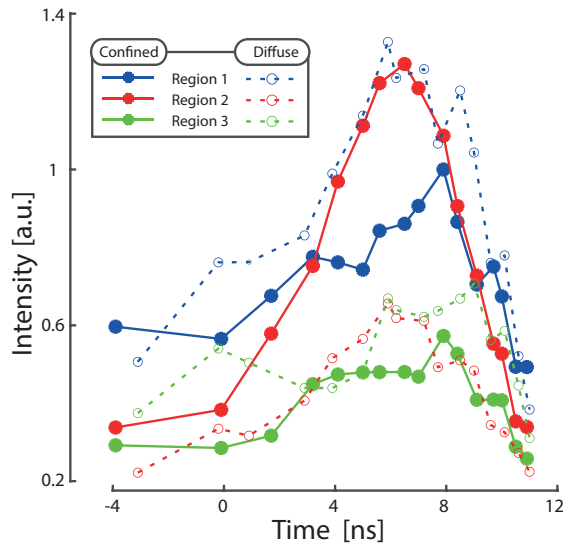 1.4
Confined Diffuse
Region 1
Region 2
Region 3
1
0.6
0.2
Intensity [a.u.]
-4 0 4 8 12
Time [ns]